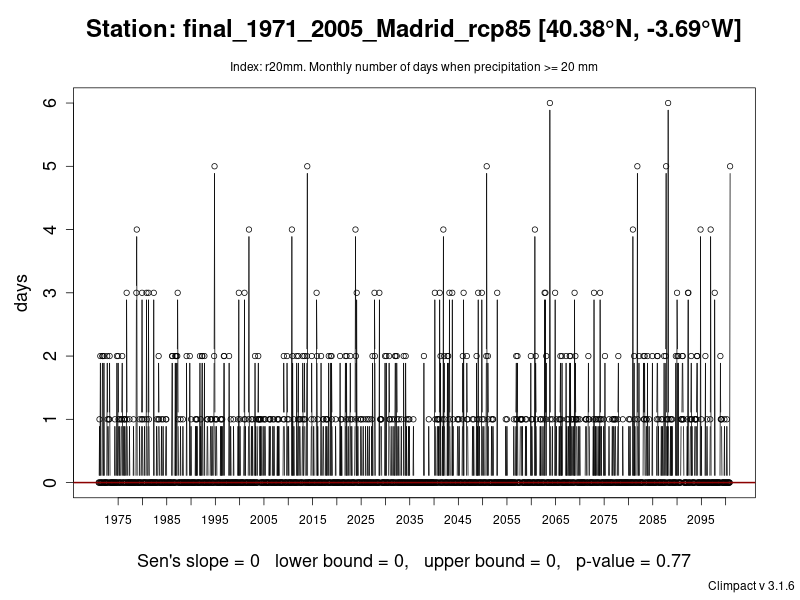 Station: final_1971_2005_Madrid_rcp85 [40.38°N, -3.69°W]
Index: r20mm. Monthly number of days when precipitation >= 20 mm
days
6
5
4
3
2
1
0
1975 1985 1995 2005 2015 2025 2035 2045 2055 2065 2075 2085 2095
Sen's slope = 0 lower bound = 0, upper bound = 0, p-value = 0.77
Climpact v 3.1.6